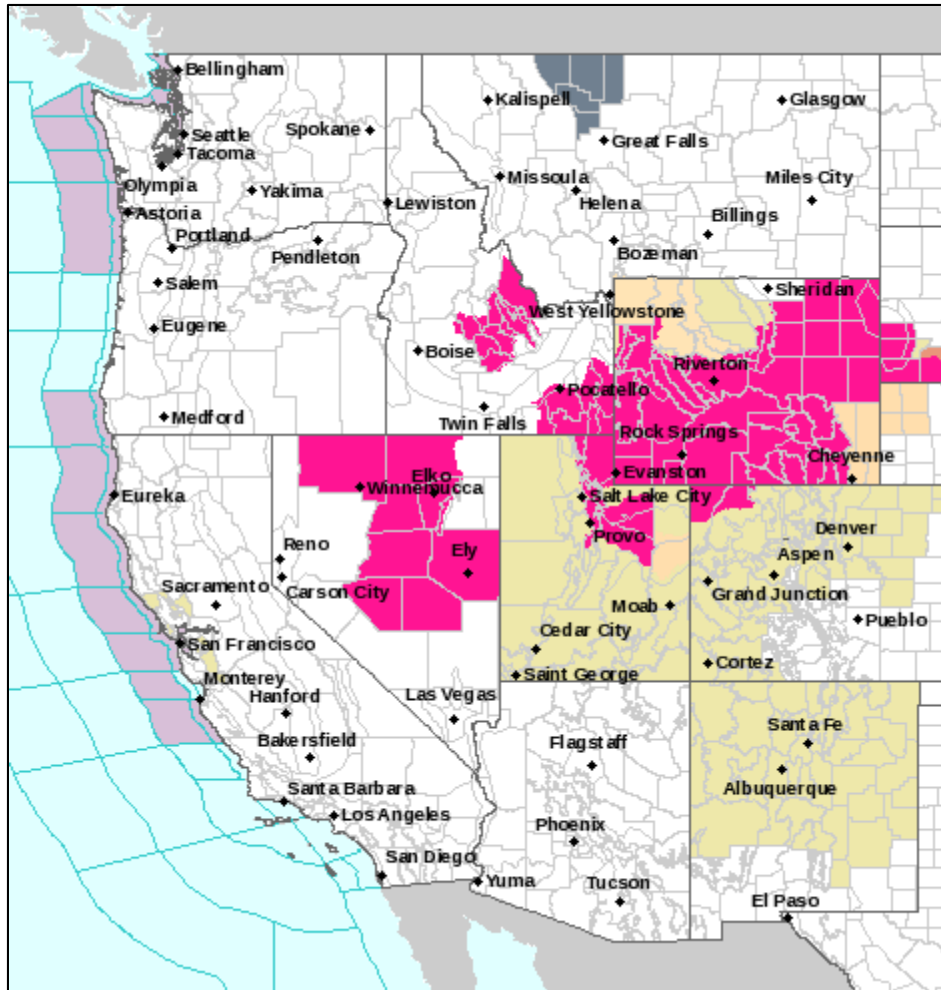 Bellingham
Kalispell
Glasgow
Seattle
Spokane
Great Falls
Tacoma
Olympia
Yakima
Missoula
Helena
Miles City
Lewiston
Astoria
Billings
Portland
Pendleton
Bozeman
Salem
Sheridan
West Yellowstone
Eugene
Boise
Riverton
Pocatello
Medford
Twin Falls
Rock Springs
Cheyenne
Elko
Evanston
Winnemucca
Eureka
Salt Lake City
Denver
Provo
Reno
Ely
Aspen
Carson City
Grand Junction
Sacramento
Moab
Pueblo
San Francisco
Cedar City
Cortez
Monterey
Saint George
Hanford
Las Vegas
Santa Fe
Bakersfield
Flagstaff
Albuquerque
Santa Barbara
Los Angeles
Phoenix
San Diego
Yuma
Tucson
El Paso